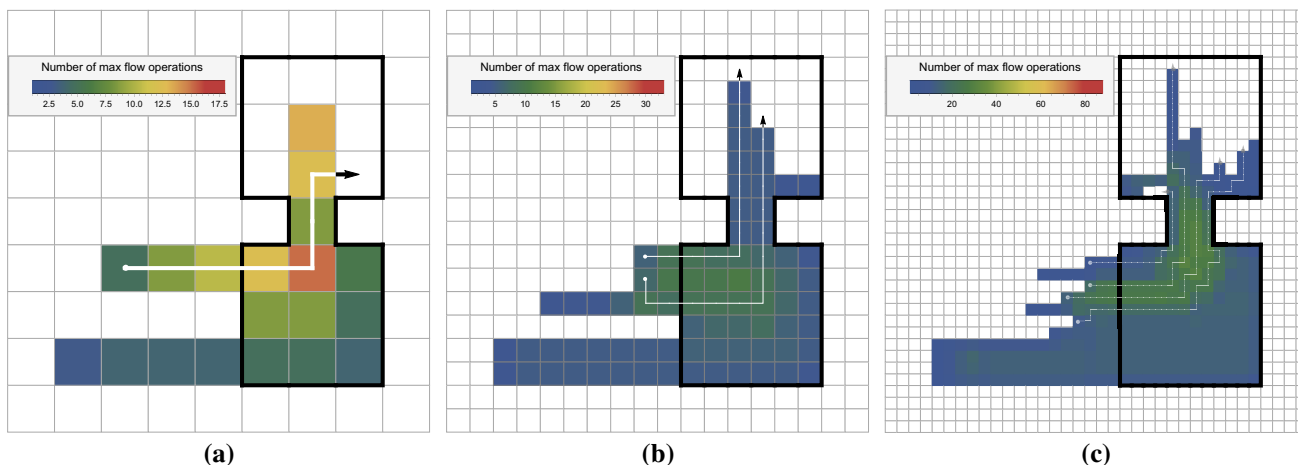 Number of max flow operations
2.5 5.0 7.5 10.0 12.5 15.0 17.5
Number of max flow operations
5 10 15 20 25 30
Number of max flow operations
20 40 60 80
(a) (b) (c)